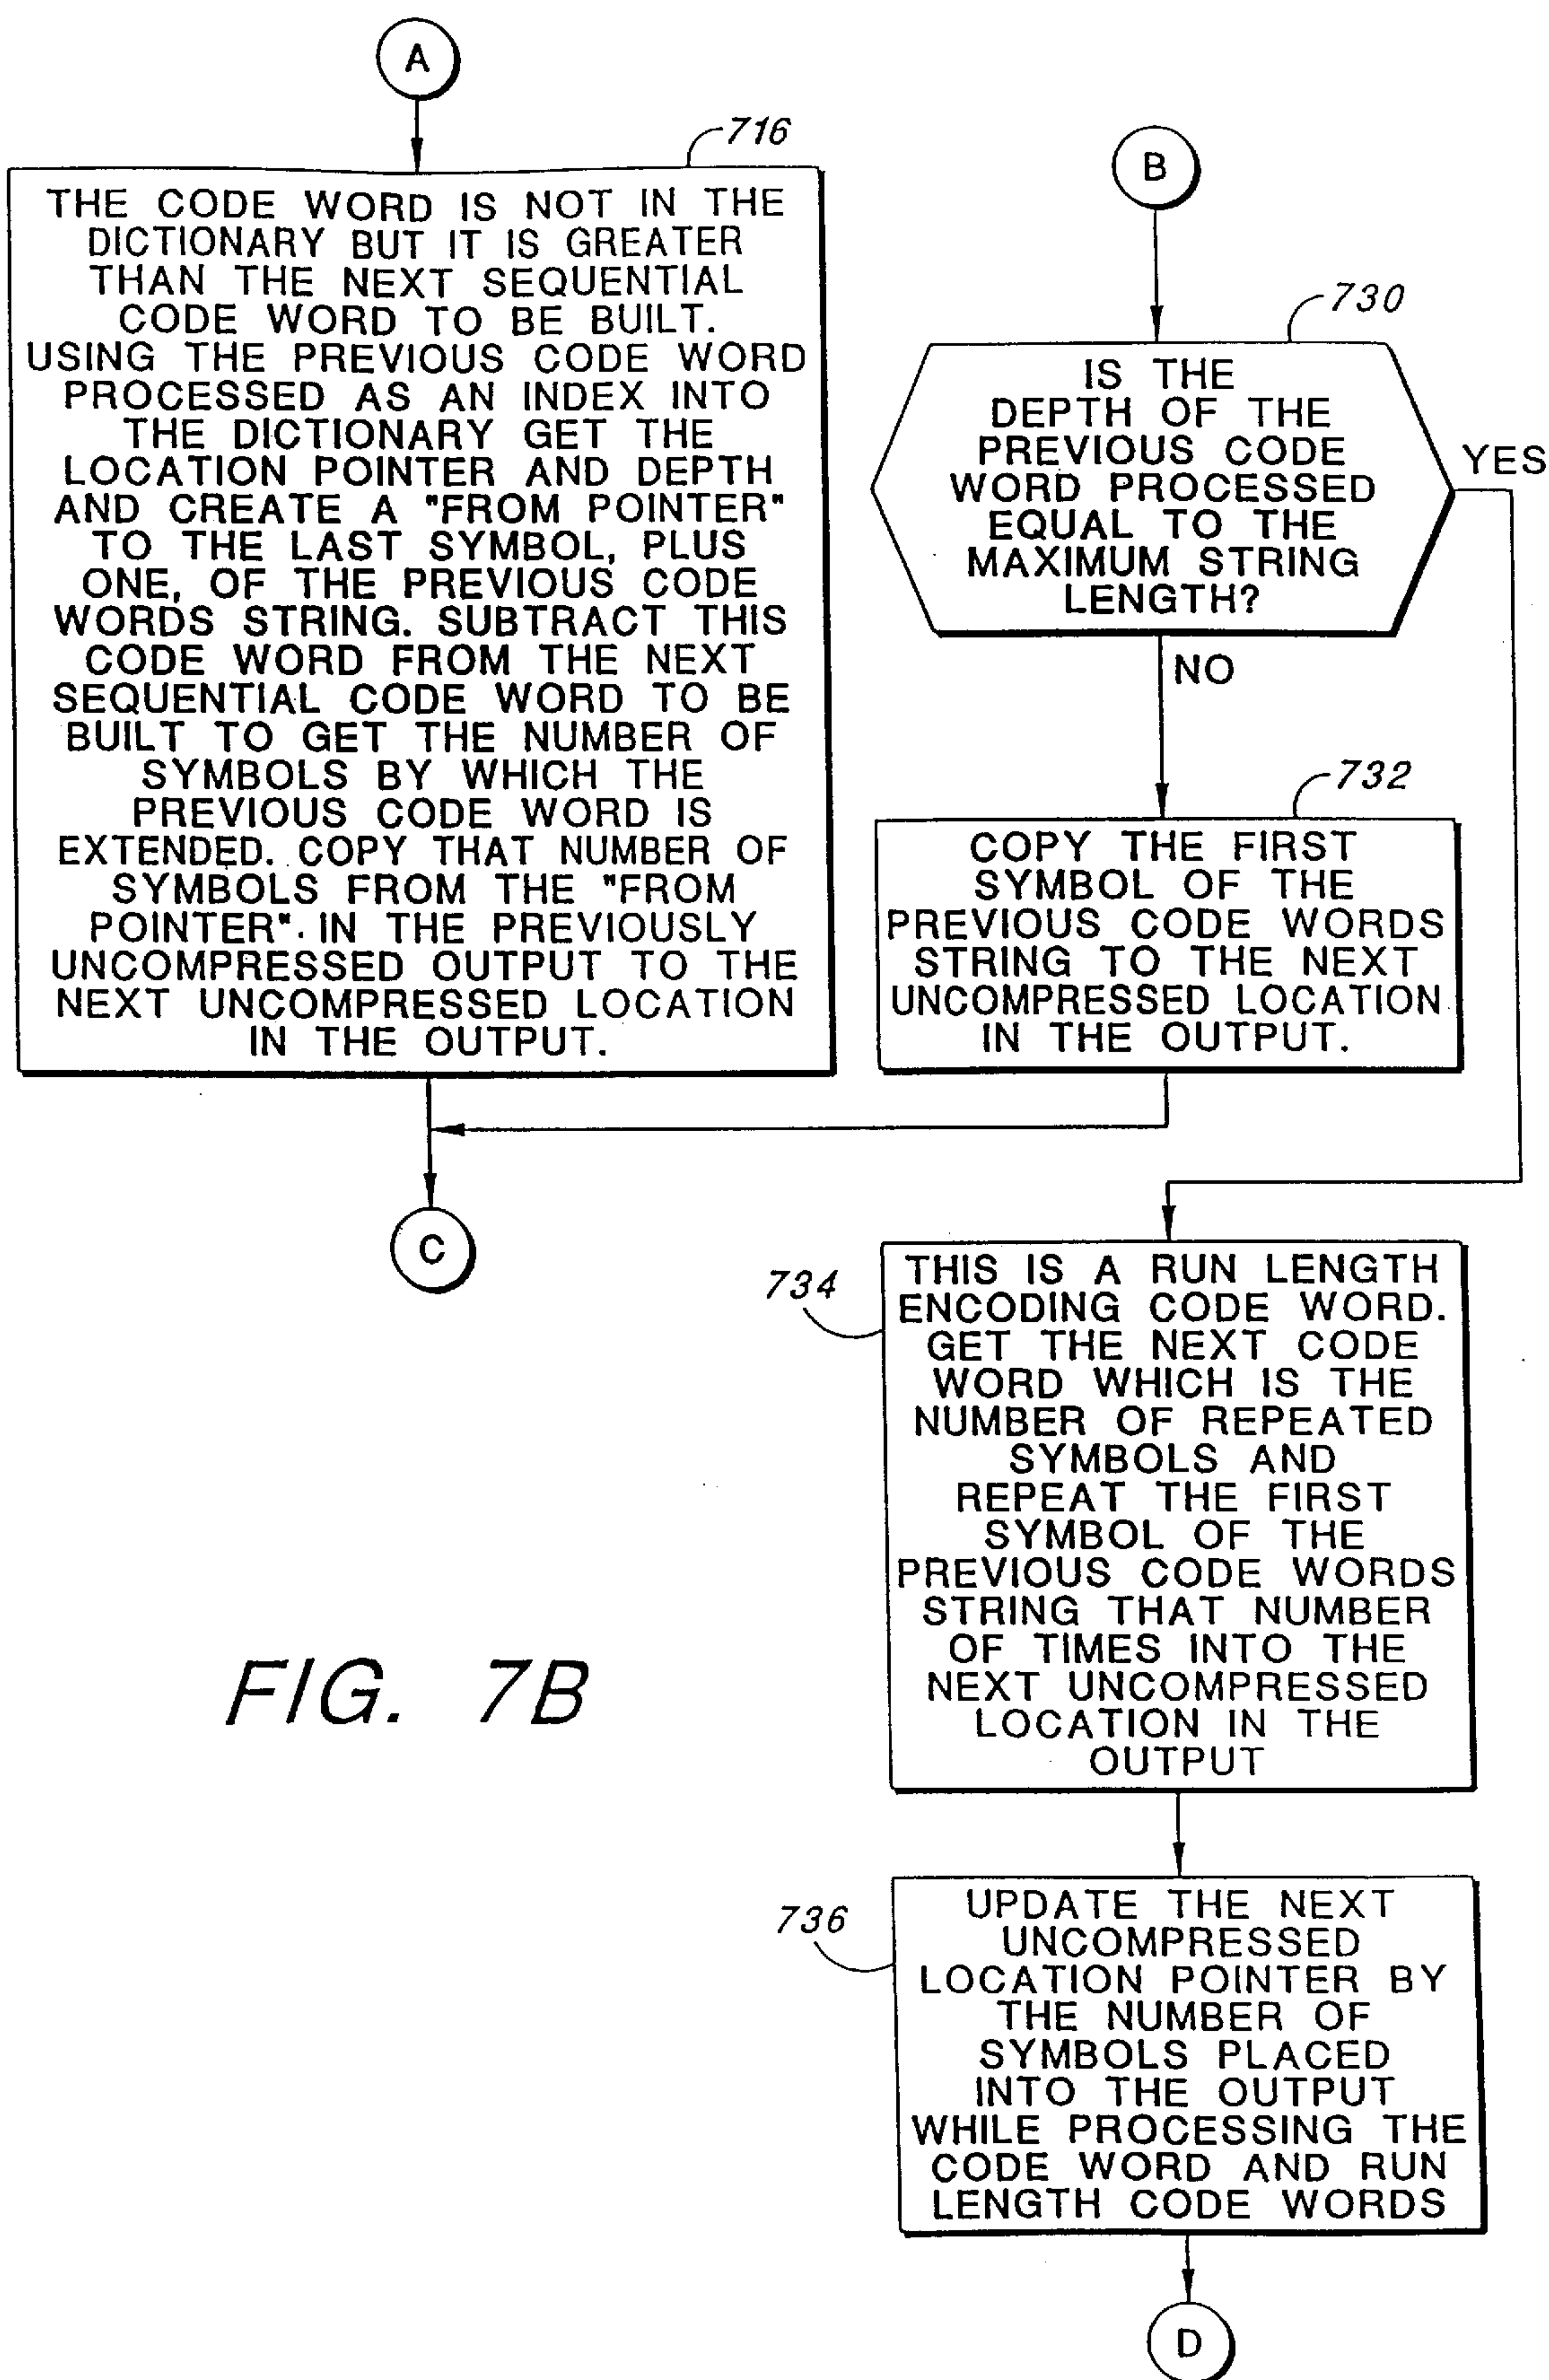 A
716
THE CODE WORD IS NOT IN THE
DICTIONARY BUT IT IS GREATER
THAN THE NEXT SEQUENTIAL
CODE WORD TO BE BUILT.
USING THE PREVIOUS CODE WORD
PROCESSED AS AN INDEX INTO
THE DICTIONARY GET THE
LOCATION POINTER AND DEPTH
AND CREATE A "FROM POINTER"
TO THE LAST SYMBOL, PLUS
ONE, OF THE PREVIOUS CODE
WORDS STRING. SUBTRACT THIS
CODE WORD FROM THE NEXT
SEQUENTIAL CODE WORD TO BE
BUILT TO GET THE NUMBER OF
SYMBOLS BY WHICH THE
PREVIOUS CODE WORD IS
EXTENDED. COPY THAT NUMBER OF
SYMBOLS FROM THE "FROM
POINTER" IN THE PREVIOUSLY
UNCOMPRESSED OUTPUT TO THE
NEXT UNCOMPRESSED LOCATION
IN THE OUTPUT.
C
B
730
IS THE
DEPTH OF THE
PREVIOUS CODE
WORD PROCESSED
EQUAL TO THE
MAXIMUM STRING
LENGTH?
YES
NO
732
COPY THE FIRST
SYMBOL OF THE
PREVIOUS CODE WORDS
STRING TO THE NEXT
UNCOMPRESSED LOCATION
IN THE OUTPUT.
734
THIS IS A RUN LENGTH
ENCODING CODE WORD.
GET THE NEXT CODE
WORD WHICH IS THE
NUMBER OF REPEATED
SYMBOLS AND
REPEAT THE FIRST
SYMBOL OF THE
PREVIOUS CODE WORDS
STRING THAT NUMBER
OF TIMES INTO THE
NEXT UNCOMPRESSED
LOCATION IN THE
OUTPUT
736
UPDATE THE NEXT
UNCOMPRESSED
LOCATION POINTER BY
THE NUMBER OF
SYMBOLS PLACED
INTO THE OUTPUT
WHILE PROCESSING THE
CODE WORD AND RUN
LENGTH CODE WORDS
D
FIG. 7B